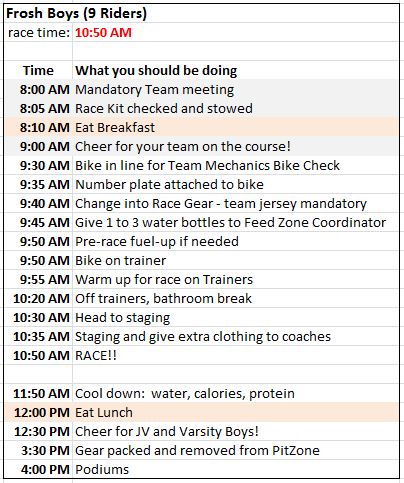 Frosh Boys (9 Riders)
race time: 10:50 AM
Time What you should be doing
8:00 AM Mandatory Team meeting
8:05 AM Race Kit checked and stowed
8:10 AM Eat Breakfast
9:00 AM Cheer for your team on the course!
9:30 AM Bike in line for Team Mechanics Bike Check
9:35 AM Number plate attached to bike
9:40 AM Change into Race Gear - team jersey mandatory
9:45 AM Give 1 to 3 water bottles to Feed Zone Coordinator
9:50 AM Pre-race fuel-up if needed
9:50 AM Bike on trainer
9:55 AM Warm up for race on Trainers
10:20 AM Off trainers, bathroom break
10:30 AM Head to staging
10:35 AM Staging and give extra clothing to coaches
10:50 AM RACE!!
11:50 AM Cool down: water, calories, protein
12:00 PM Eat Lunch
12:30 PM Cheer for JV and Varsity Boys!
3:30 PM Gear packed and removed from PitZone
4:00 PM Podiums